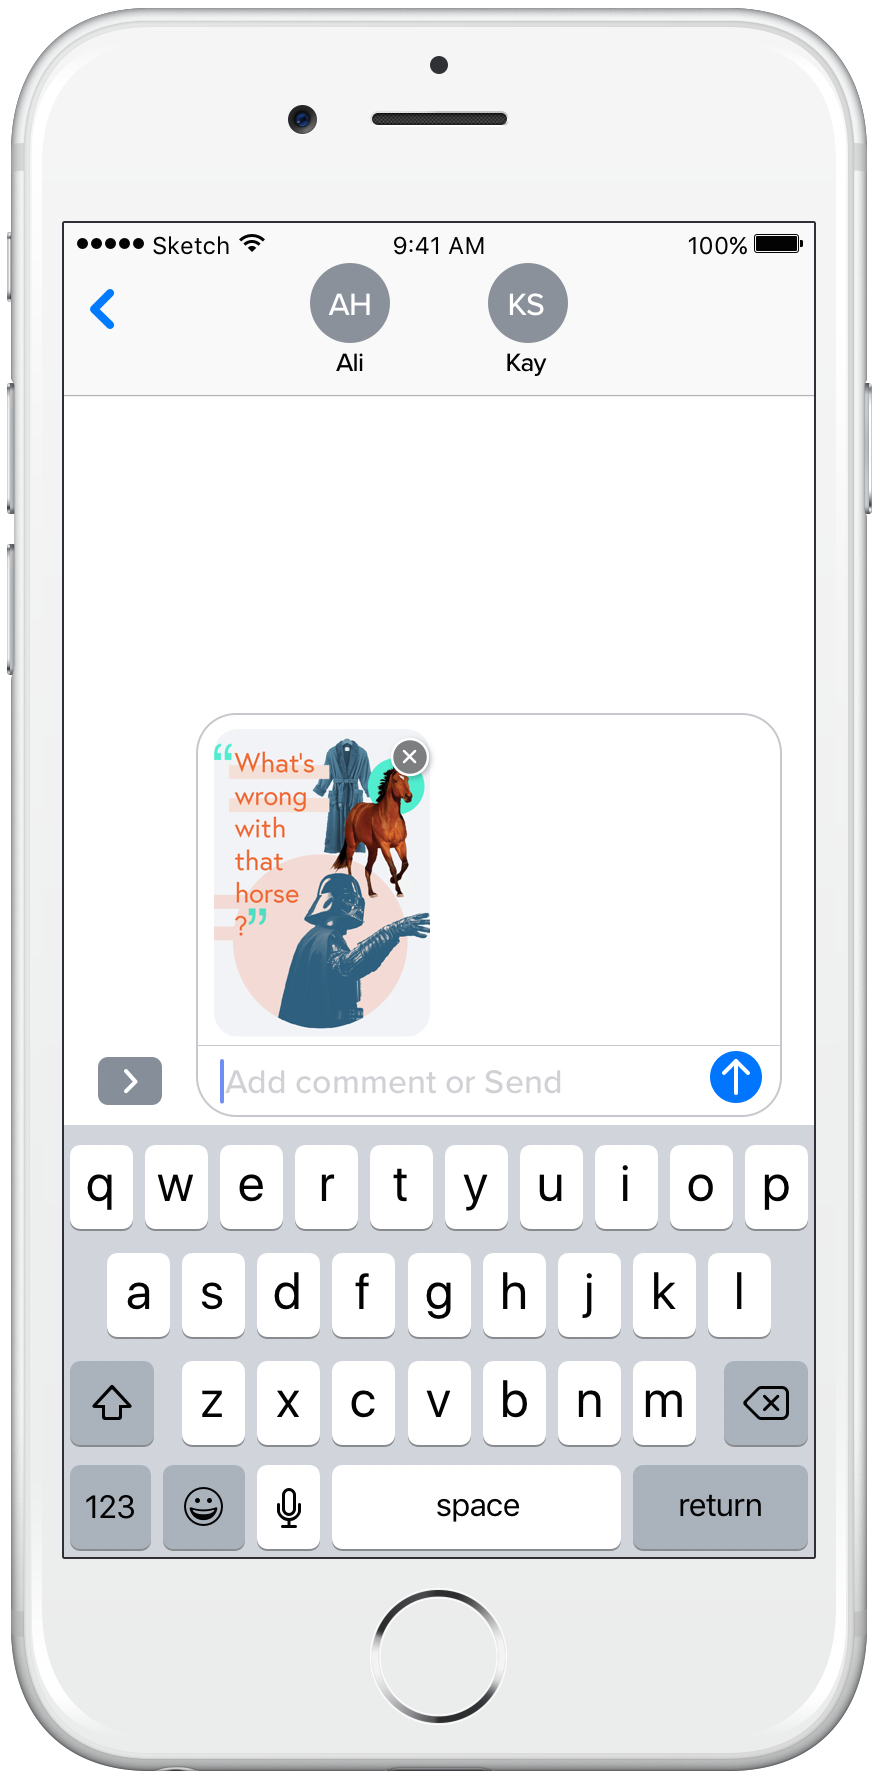 Sketch 9:41 AM 100%
AH KS
Ali Kay
“What's
wrong
with
that
horse
?”
Add comment or Send
q w e r t y u i o p
a s d f g h j k l
z x c v b n m
123 space return